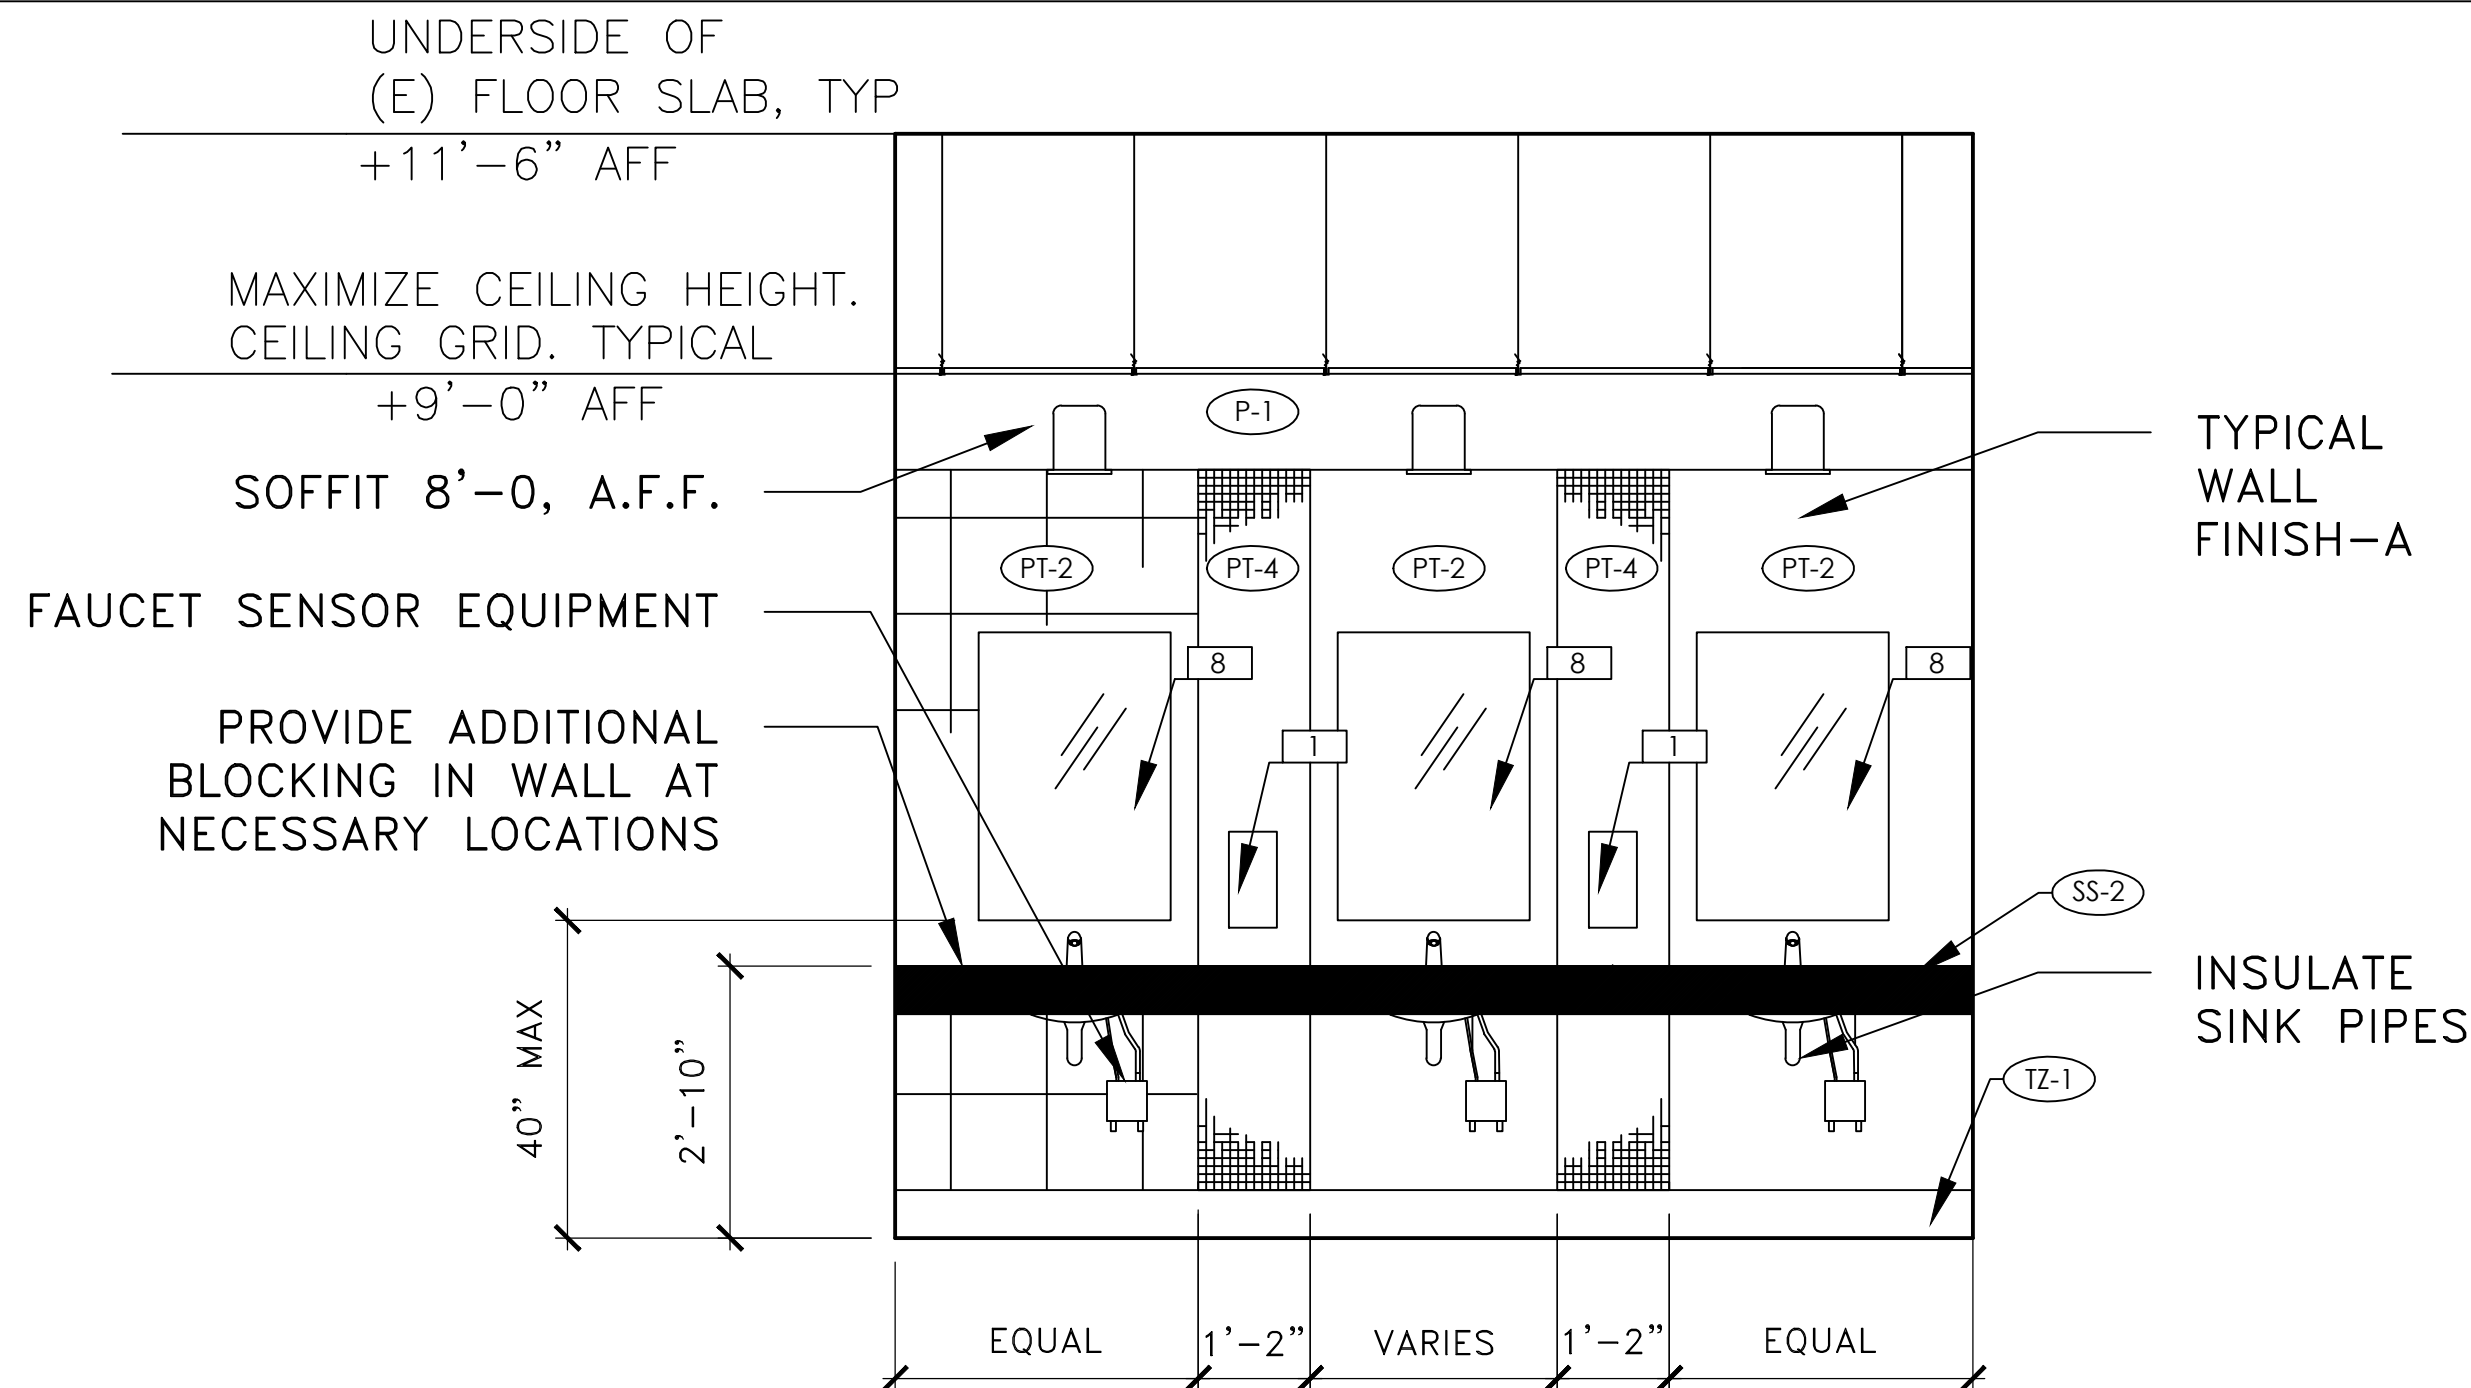 UNDERSIDE OF
(E) FLOOR SLAB, TYP
+11'-6" AFF
MAXIMIZE CEILING HEIGHT.
CEILING GRID. TYPICAL
+9'-0" AFF
P-1
SOFFIT 8'-0, A.F.F.
TYPICAL
WALL
FINISH-A
PT-2
PT-4
PT-2
PT-4
PT-2
FAUCET SENSOR EQUIPMENT
8
8
8
PROVIDE ADDITIONAL
BLOCKING IN WALL AT
NECESSARY LOCATIONS
1
1
SS-2
INSULATE
SINK PIPES
40" MAX
2'-10"
TZ-1
EQUAL
1'-2"
VARIES
1'-2"
EQUAL